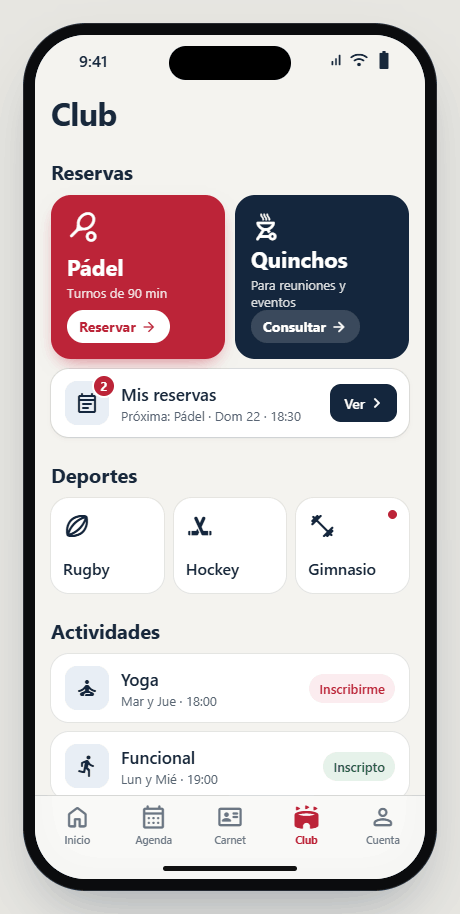 9:41
Club
Reservas
Pádel
Turnos de 90 min
Reservar →
Quinchos
Para reuniones y
eventos
Consultar →
2
Mis reservas
Próxima: Pádel · Dom 22 · 18:30
Ver
Deportes
Rugby
Hockey
Gimnasio
Actividades
Yoga
Mar y Jue · 18:00
Inscribirme
Funcional
Lun y Mié · 19:00
Inscripto
Inicio
Agenda
Carnet
Club
Cuenta